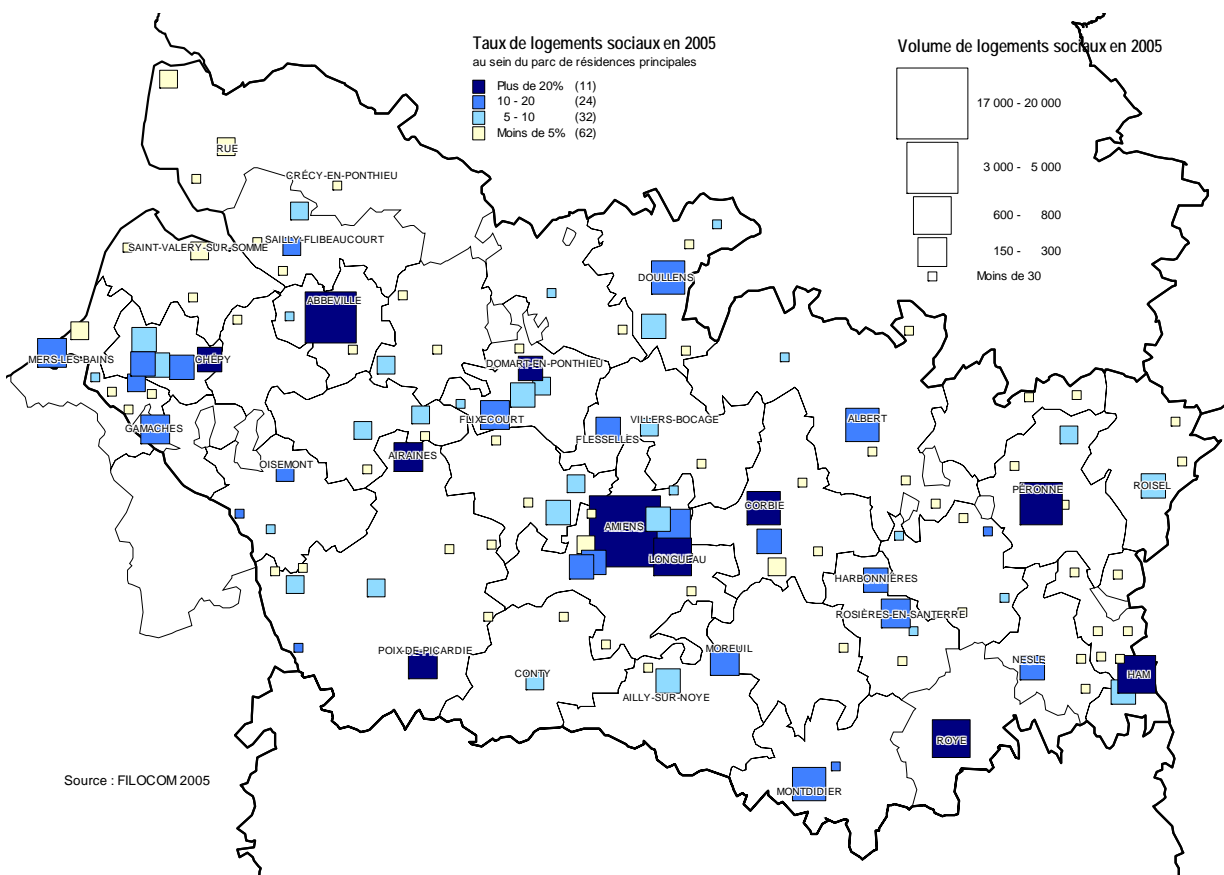 Taux de logements sociaux en 2005
au sein du parc de résidences principales
Plus de 20% (11)
10 - 20 (24)
5 - 10 (32)
Moins de 5% (62)
Volume de logements sociaux en 2005
17 000 - 20 000
3 000 - 5 000
600 - 800
150 - 300
Moins de 30
RUE
CRÉCY-EN-PONTHIEU
SAINT-VALERY-SUR-SOMME
SAILLY-FLIBEAUCOURT
DOULLENS
ABBEVILLE
MERS-LES-BAINS
CHÉPY
DOMART-EN-PONTHIEU
GAMACHES
FLIXECOURT
FLESSELLES
VILLERS-BOCAGE
ALBERT
AIRAINES
OISEMONT
PÉRONNE
ROISEL
CORBIE
AMIENS
LONGUEAU
HARBONNIÈRES
ROSIÈRES-EN-SANTERRE
POIX-DE-PICARDIE
CONTY
MOREUIL
AILLY-SUR-NOYE
NESLE
HAM
ROYE
MONTDIDIER
Source : FILOCOM 2005